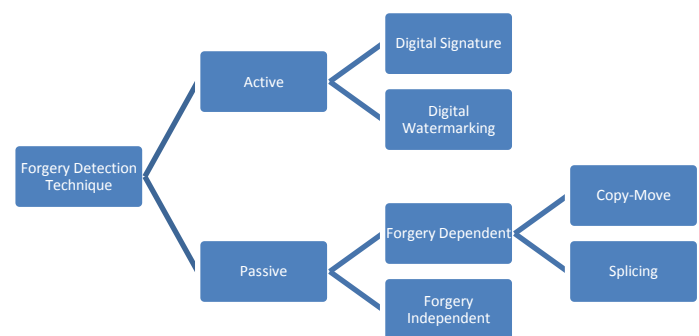 Forgery Detection
Technique
Active
Digital Signature
Digital
Watermarking
Passive
Forgery Dependent
Copy-Move
Splicing
Forgery
Independent